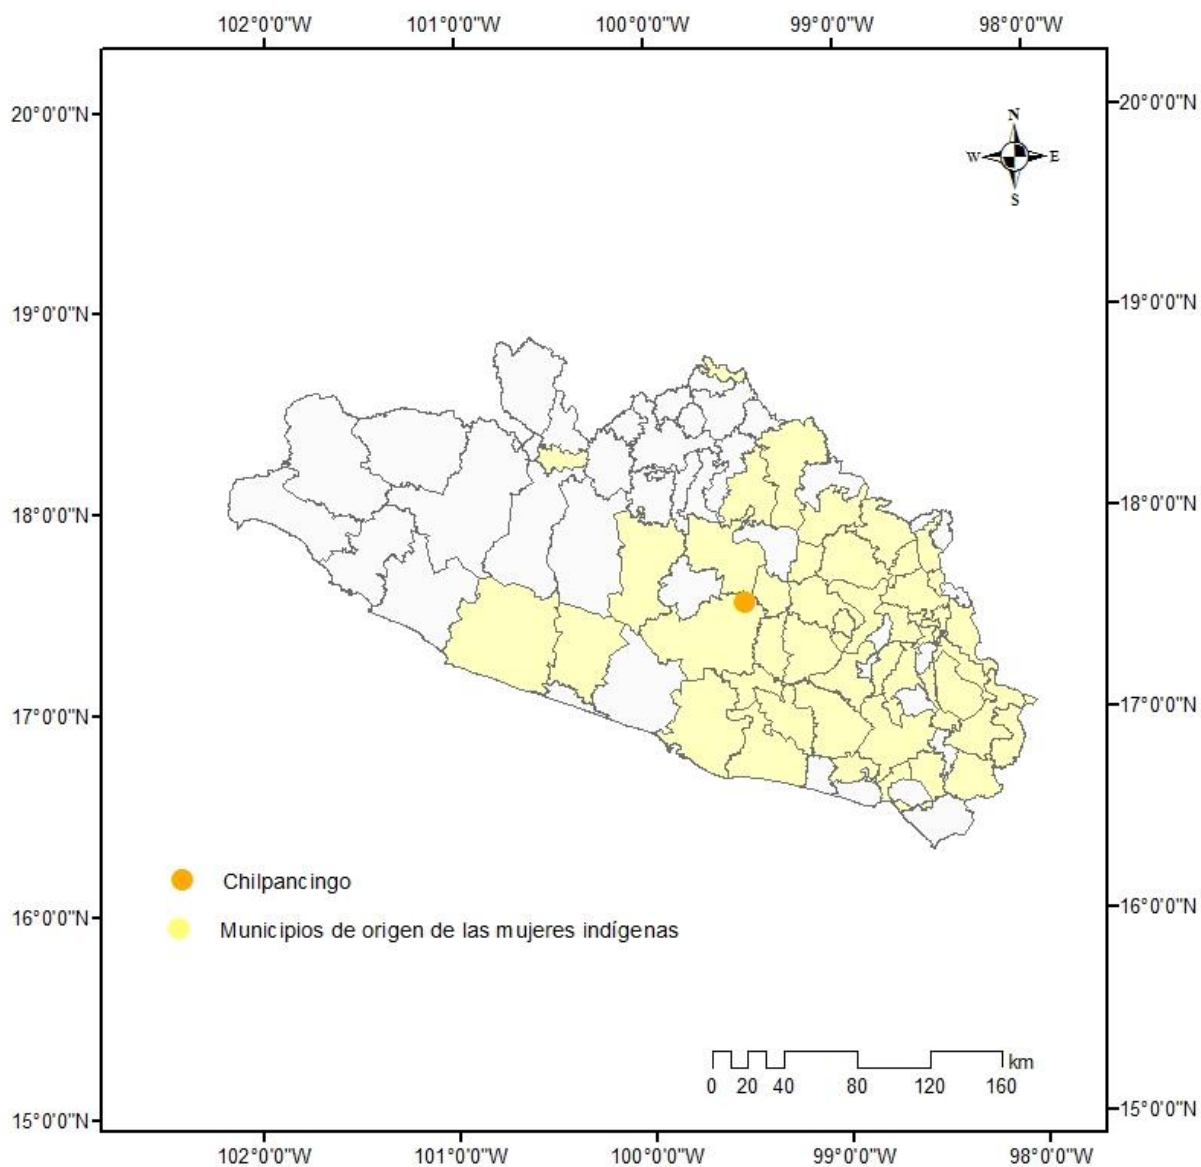 102°0'0"W 101°0'0"W 100°0'0"W 99°0'0"W 98°0'0"W
20°0'0"N 20°0'0"N
N
W E
S
19°0'0"N 19°0'0"N
18°0'0"N 18°0'0"N
17°0'0"N 17°0'0"N
Chilpancingo
16°0'0"N 16°0'0"N
Municipios de origen de las mujeres indígenas
km
0 20 40 80 120 160
15°0'0"N 15°0'0"N
102°0'0"W 101°0'0"W 100°0'0"W 99°0'0"W 98°0'0"W